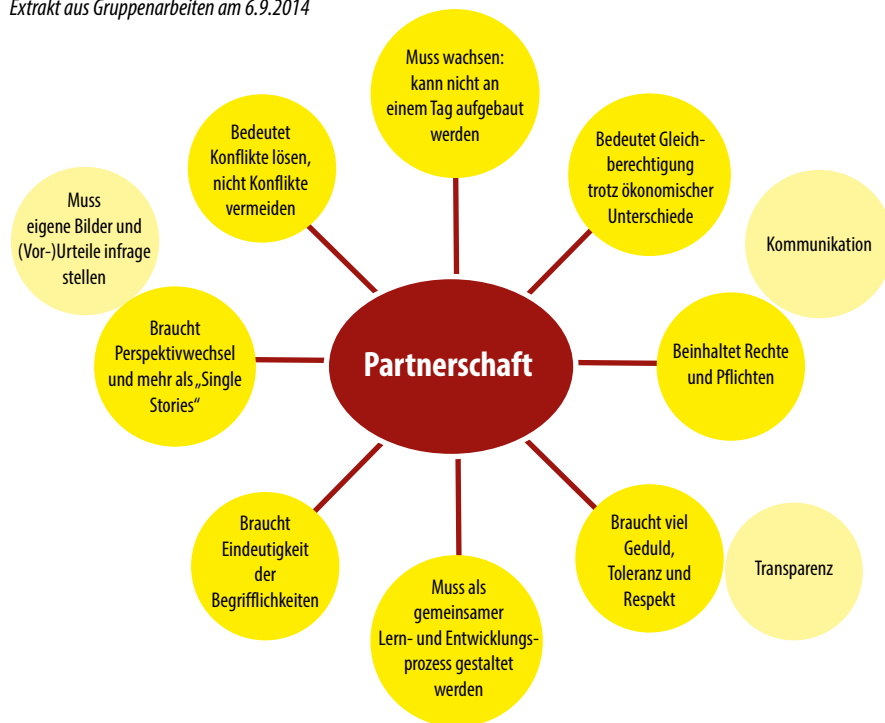 Extrakt aus Gruppenarbeiten am 6.9.2014
Muss wachsen:
kann nicht an
einem Tag aufgebaut
werden
Bedeutet Gleich-
berechtigung
trotz ökonomischer
Unterschiede
Kommunikation
Beinhaltet Rechte
und Pflichten
Braucht viel
Geduld,
Toleranz und
Respekt
Transparenz
Muss als
gemeinsamer
Lern- und Entwicklungs-
prozess gestaltet
werden
Braucht
Eindeutigkeit
der
Begrifflichkeiten
Braucht
Perspektivwechsel
und mehr als „Single
Stories“
Muss
eigene Bilder und
(Vor-)Urteile infrage
stellen
Bedeutet
Konflikte lösen,
nicht Konflikte
vermeiden
Partnerschaft